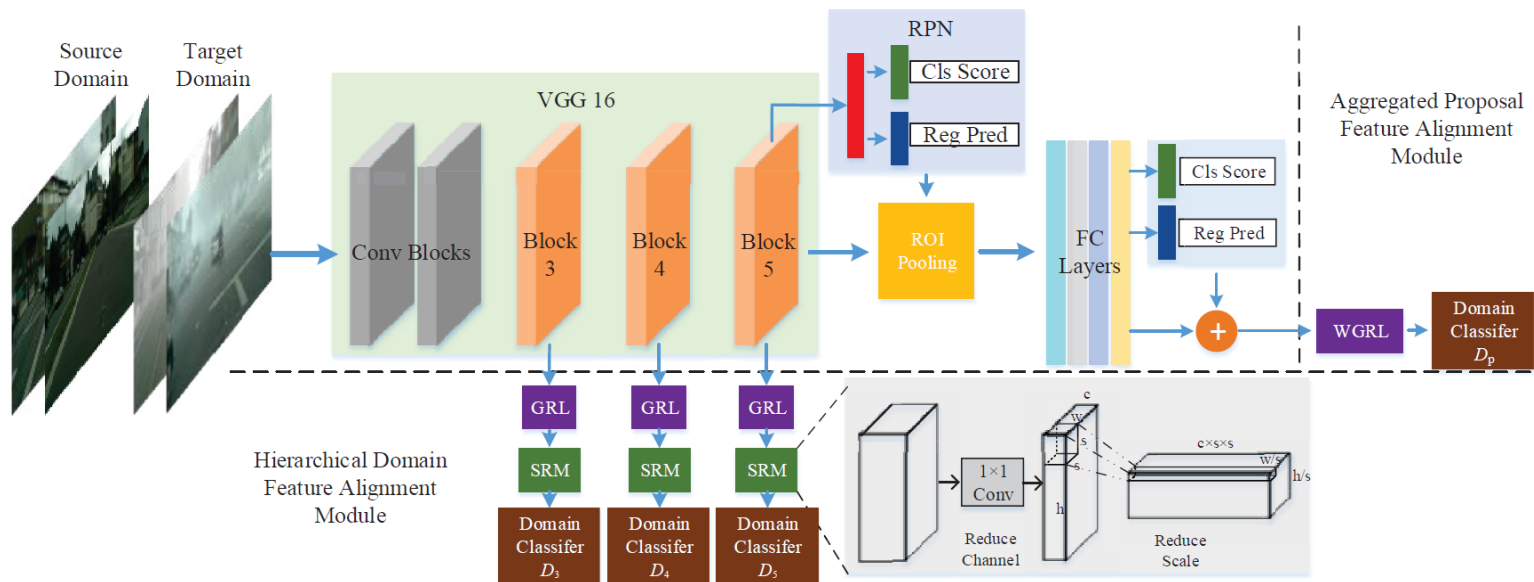 Source
Domain
Target
Domain
VGG 16
Conv Blocks
Block
3
Block
4
Block
5
RPN
Cls Score
Reg Pred
ROI
Pooling
FC
Layers
Cls Score
Reg Pred
+
Aggregated Proposal
Feature Alignment
Module
WGRL
Domain
Classifer
Dp
Hierarchical Domain
Feature Alignment
Module
GRL
GRL
GRL
SRM
SRM
SRM
Domain
Classifer
D3
Domain
Classifer
D4
Domain
Classifer
D5
1×1
Conv
Reduce
Channel
c
w
s
s
h
Reduce
Scale
c×s×s
w/s
h/s